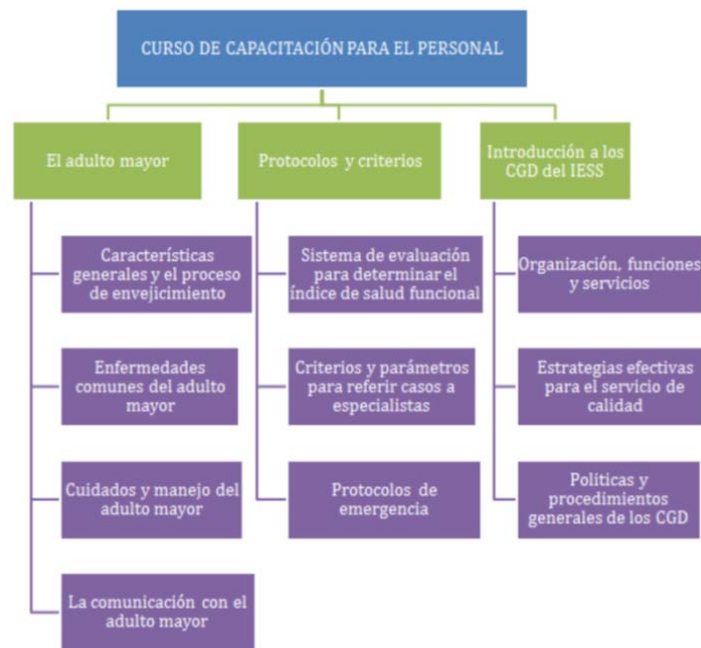 CURSO DE CAPACITACIÓN PARA EL PERSONAL
El adulto mayor
Características
generales y el proceso
de envejicimiento
Enfermedades
comunes del adulto
mayor
Cuidados y manejo del
adulto mayor
La comunicación con el
adulto mayor
Protocolos y criterios
Sistema de evaluación
para determinar el
índice de salud funcional
Criterios y parámetros
para referir casos a
especialistas
Protocolos de
emergencia
Introducción a los
CGD del IESS
Organización, funciones
y servicios
Estrategias efectivas
para el servicio de
calidad
Politicas y
procedimientos
generales de los CGD